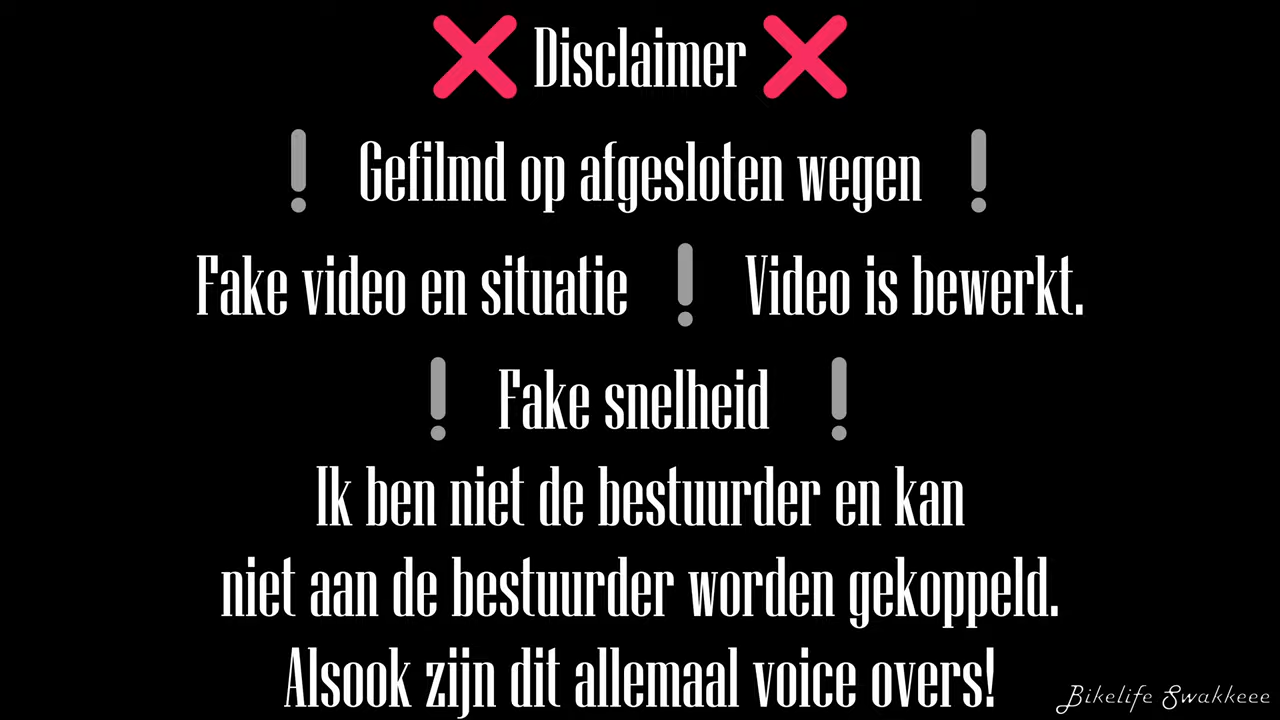 ❌ Disclaimer ❌
❕ Gefilmd op afgesloten wegen ❕
Fake video en situatie ❕ Video is bewerkt.
❕ Fake snelheid ❕
Ik ben niet de bestuurder en kan
niet aan de bestuurder worden gekoppeld.
Alsook zijn dit allemaal voice overs!
Bikelife Swakkeee